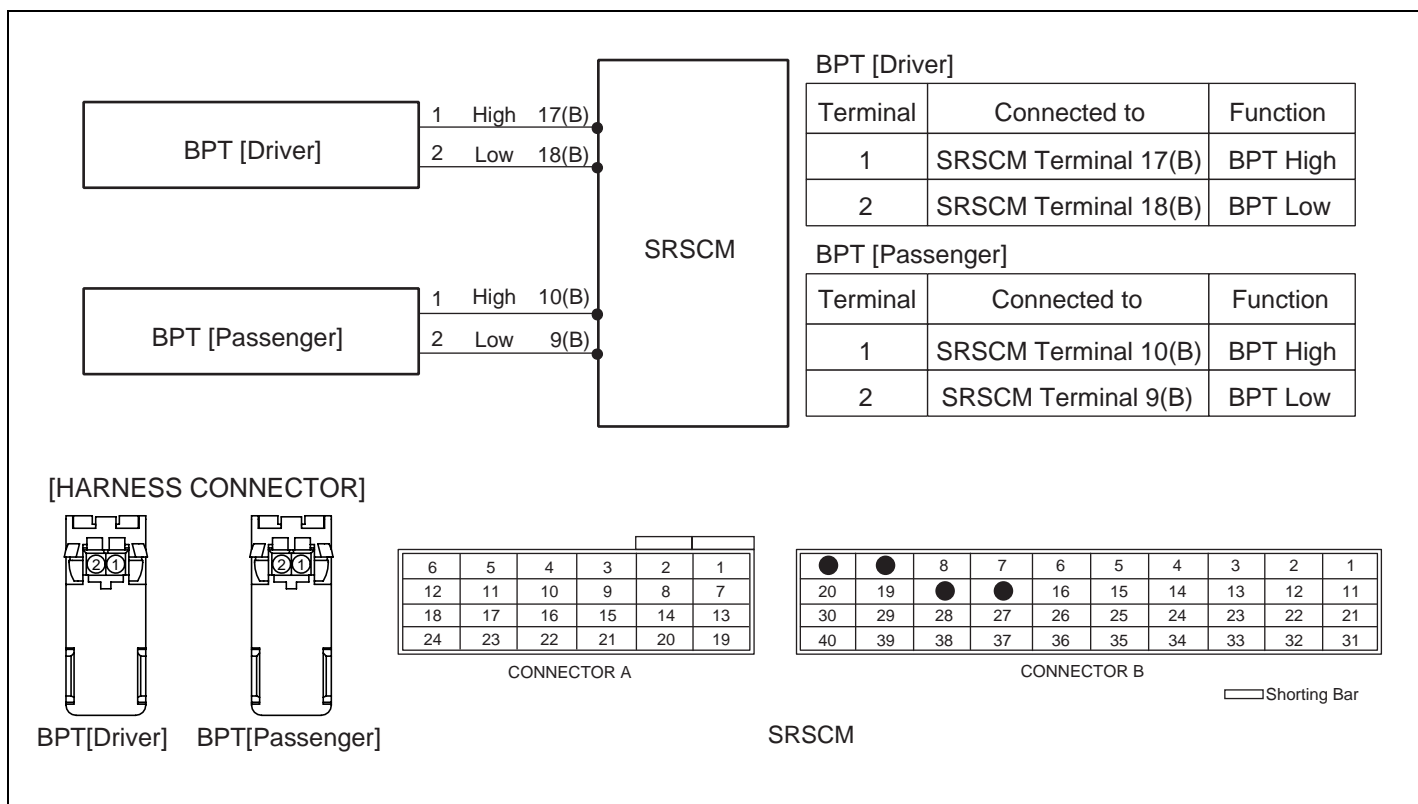 BPT [Driver]
1 High 17(B)
2 Low 18(B)
BPT [Passenger]
1 High 10(B)
2 Low 9(B)
SRSCM
BPT [Driver]
Terminal Connected to Function
1 SRSCM Terminal 17(B) BPT High
2 SRSCM Terminal 18(B) BPT Low
BPT [Passenger]
Terminal Connected to Function
1 SRSCM Terminal 10(B) BPT High
2 SRSCM Terminal 9(B) BPT Low
[HARNESS CONNECTOR]
2 1
BPT[Driver]
2 1
BPT[Passenger]
6 5 4 3 2 1
12 11 10 9 8 7
18 17 16 15 14 13
24 23 22 21 20 19
CONNECTOR A
8 7 6 5 4 3 2 1
20 19 16 15 14 13 12 11
30 29 28 27 26 25 24 23 22 21
40 39 38 37 36 35 34 33 32 31
CONNECTOR B
Shorting Bar
SRSCM